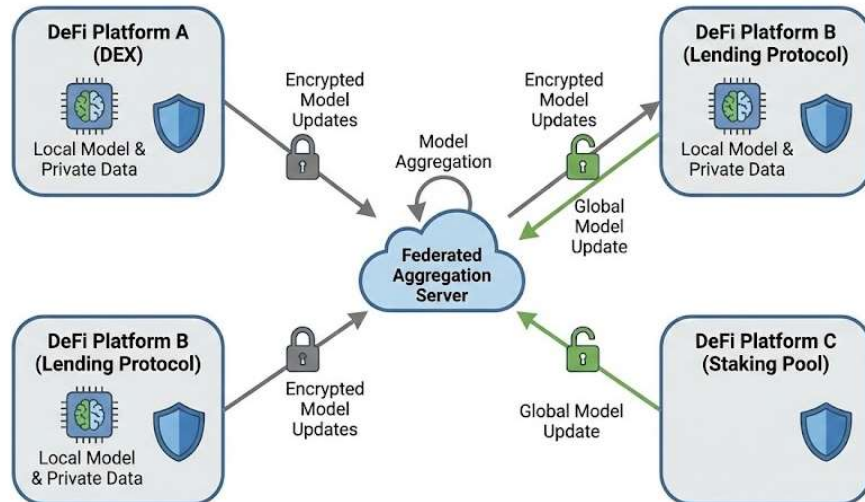 DeFi Platform A
(DEX)
Local Model &
Private Data
Encrypted
Model
Updates
Model
Aggregation
Encrypted
Model
Updates
DeFi Platform B
(Lending Protocol)
Local Model &
Private Data
Global
Model
Update
Federated
Aggregation
Server
DeFi Platform B
(Lending Protocol)
Local Model
& Private Data
Encrypted
Model
Updates
Global Model
Update
DeFi Platform C
(Staking Pool)